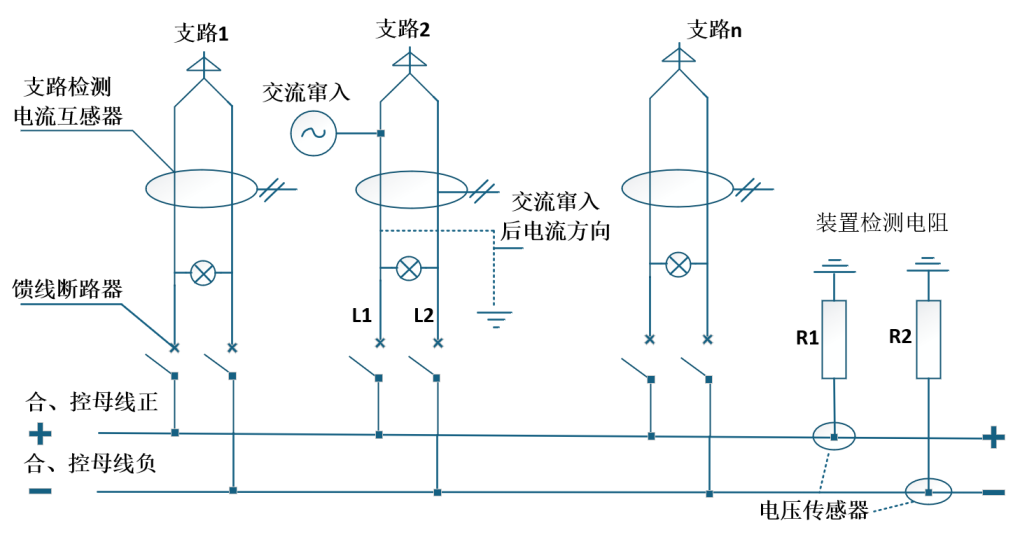 支路1
支路2
支路n
支路检测
电流互感器
交流窜入
交流窜入
后电流方向
装置检测电阻
馈线断路器
L1
L2
R1
R2
合、控母线正
+
+
合、控母线负
−
−
电压传感器